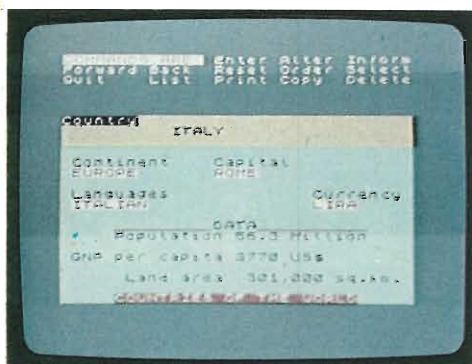 COMMANDS ARE Enter Alter Inform
Forward Back Reset Order Select
Quit List Print Copy Delete
Country
ITALY
Continent Capital
EUROPE ROME
Languages Currency
ITALIAN LIRA
DATA
Population 56.3 Million
GNP per capita 3770 US$
Land area 301,000 sq.km.